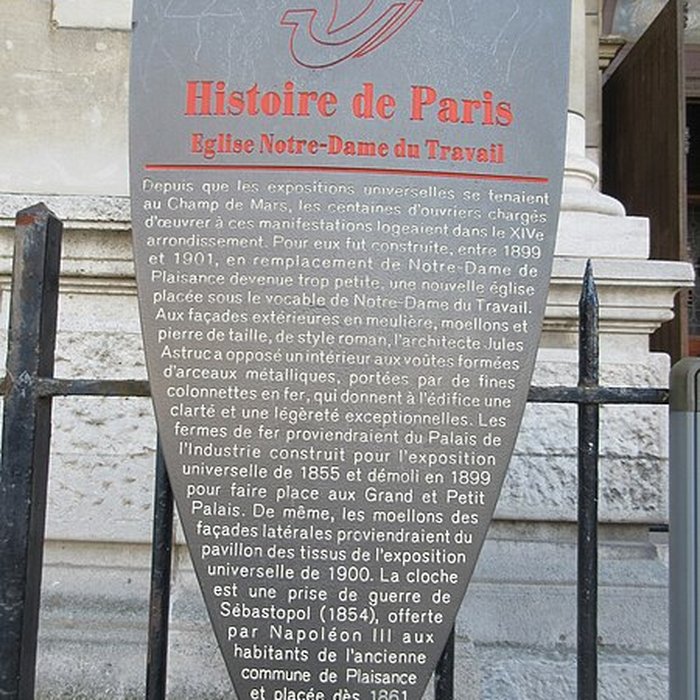 Histoire de Paris
Eglise Notre-Dame du Travail
Depuis que les expositions universelles se tenaient
au Champ de Mars, les centaines d'ouvriers chargés
d'œuvrer à ces manifestations logeaient dans le XIVe
arrondissement. Pour eux fut construite, entre 1899
et 1901, en remplacement de Notre-Dame de
Plaisance devenue trop petite, une nouvelle église
placée sous le vocable de Notre-Dame du Travail.
Aux façades extérieures en meulière, moellons et
pierre de taille, de style roman, l'architecte Jules
Astruc a opposé un intérieur aux voûtes formées
d'arceaux métalliques, portées par de fines
colonnettes en fer, qui donnent à l'édifice une
clarté et une légèreté exceptionnelles. Les
fermes de fer proviendraient du Palais de
l'Industrie construit pour l'exposition
universelle de 1855 et démoli en 1899
pour faire place aux Grand et Petit
Palais. De même, les moellons des
façades latérales proviendraient du
pavillon des tissus de l'exposition
universelle de 1900. La cloche
est une prise de guerre de
Sébastopol (1854), offerte
par Napoléon III aux
habitants de l'ancienne
commune de Plaisance
et placée dès 1861